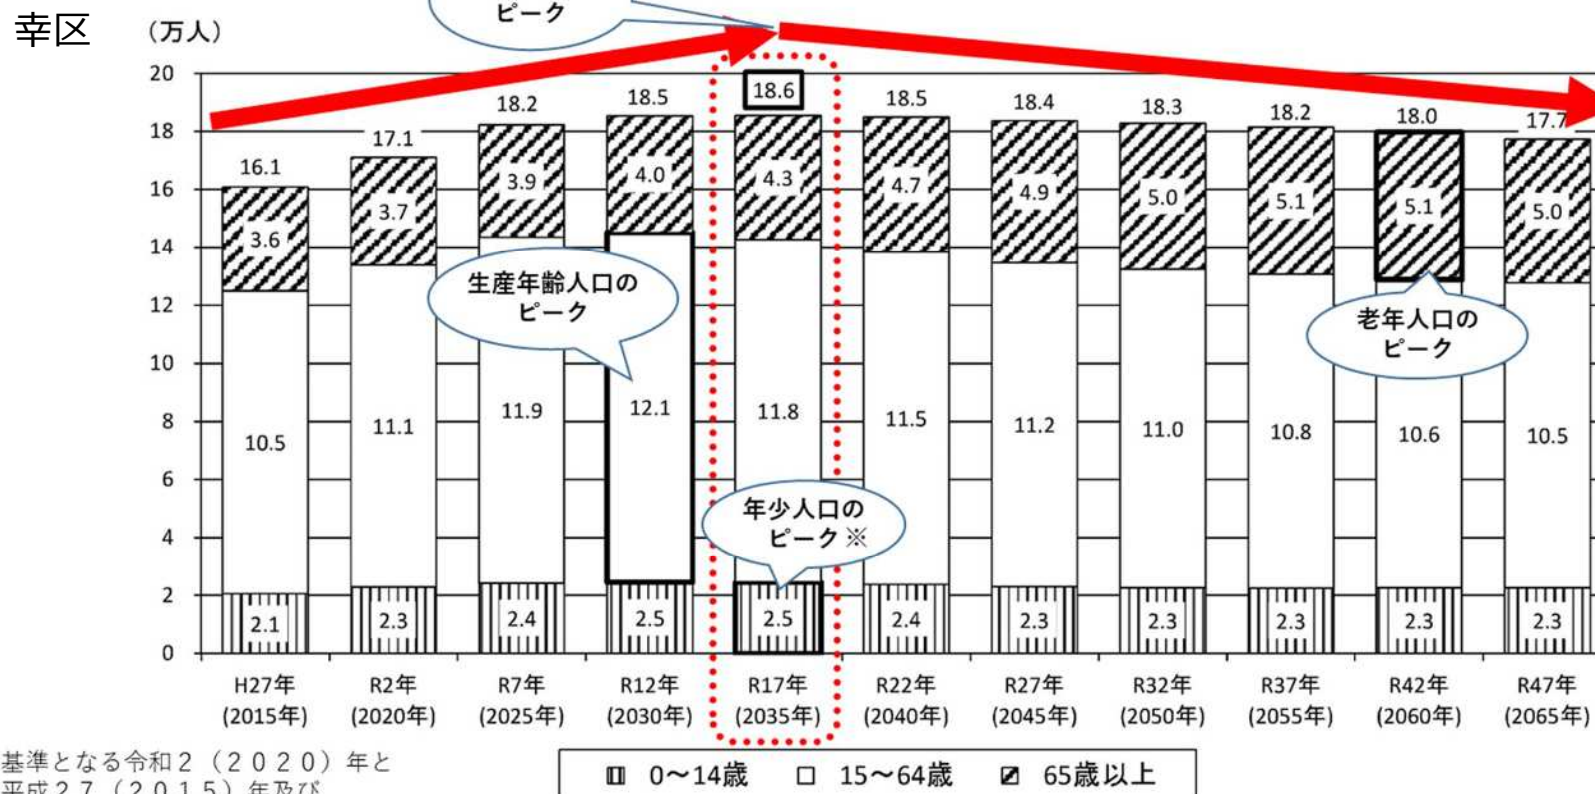 幸区
(万人)
ピーク
20
18
16
14
12
10
8
6
4
2
0
16.1
17.1
18.2
18.5
18.6
18.5
18.4
18.3
18.2
18.0
17.7
3.6
3.7
3.9
4.0
4.3
4.7
4.9
5.0
5.1
5.1
5.0
生産年齢人口の
ピーク
老年人口の
ピーク
10.5
11.1
11.9
12.1
11.8
11.5
11.2
11.0
10.8
10.6
10.5
年少人口の
ピーク※
2.1
2.3
2.4
2.5
2.5
2.4
2.3
2.3
2.3
2.3
2.3
H27年
(2015年)
R2年
(2020年)
R7年
(2025年)
R12年
(2030年)
R17年
(2035年)
R22年
(2040年)
R27年
(2045年)
R32年
(2050年)
R37年
(2055年)
R42年
(2060年)
R47年
(2065年)
0～14歳 15～64歳 65歳以上
基準となる令和2（2020）年と
平成27（2015）年及び